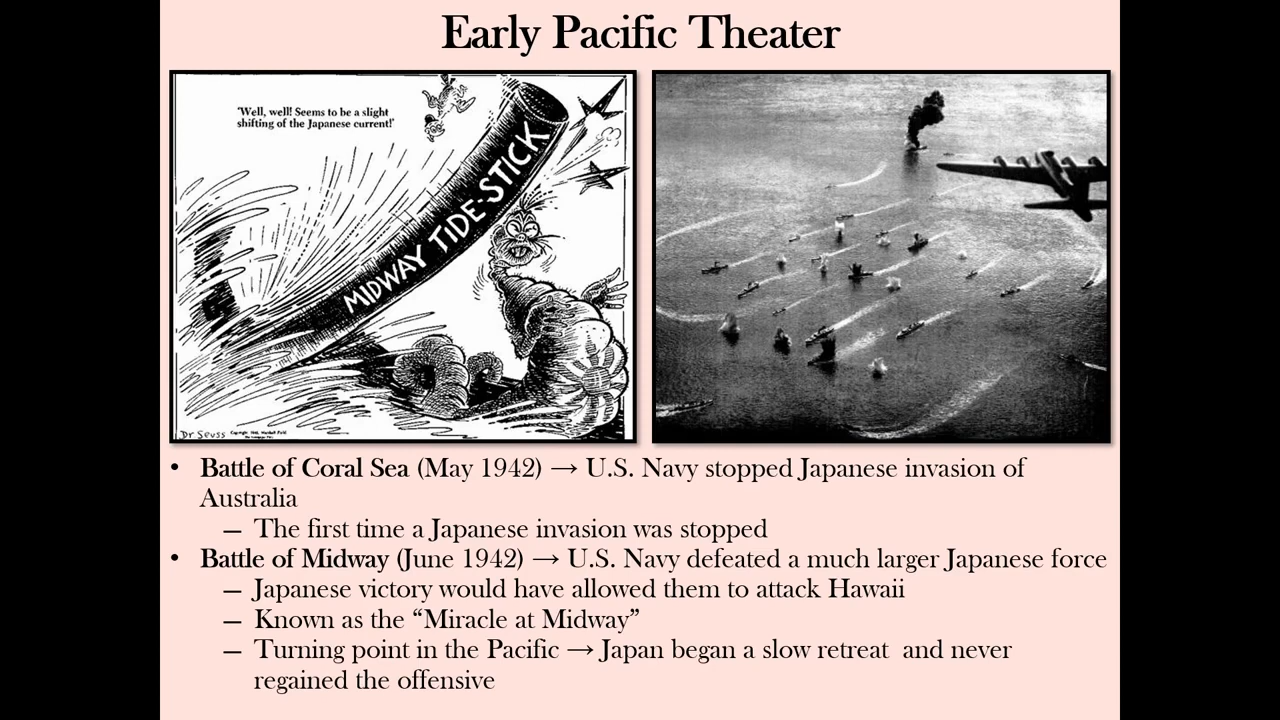 Early Pacific Theater
'Well, well! Seems to be a slight
shifting of the Japanese current!'
MIDWAY TIDE-STICK
Dr Seuss
• Battle of Coral Sea (May 1942) → U.S. Navy stopped Japanese invasion of
Australia
– The first time a Japanese invasion was stopped
• Battle of Midway (June 1942) → U.S. Navy defeated a much larger Japanese force
– Japanese victory would have allowed them to attack Hawaii
– Known as the “Miracle at Midway”
– Turning point in the Pacific → Japan began a slow retreat  and never
regained the offensive